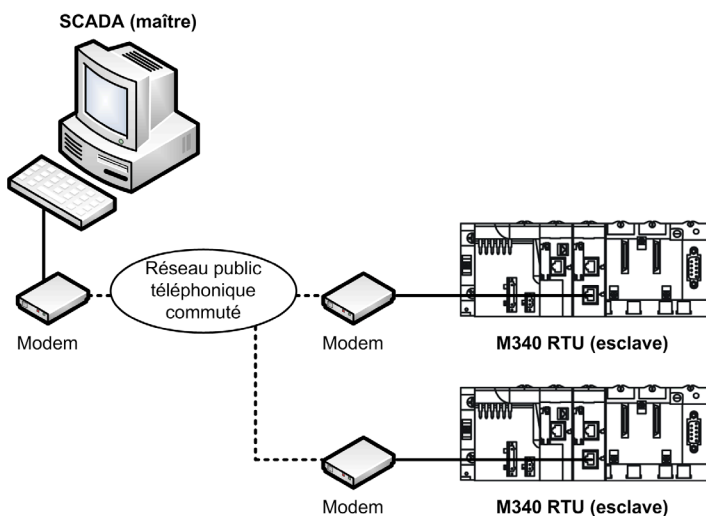 SCADA (maître)
Réseau public
téléphonique
commuté
Modem
Modem
M340 RTU (esclave)
Modem
M340 RTU (esclave)